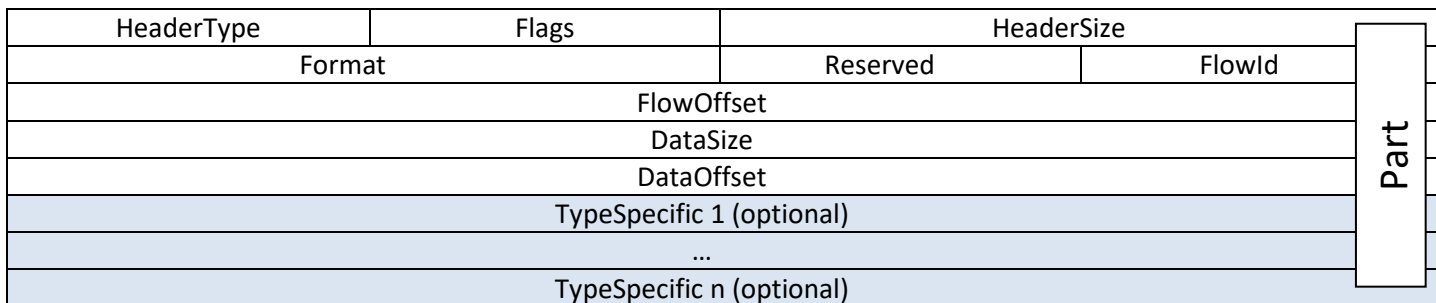 HeaderType Flags HeaderSize
Format Reserved FlowId
FlowOffset
DataSize
DataOffset
TypeSpecific 1 (optional)
…
TypeSpecific n (optional)
Part